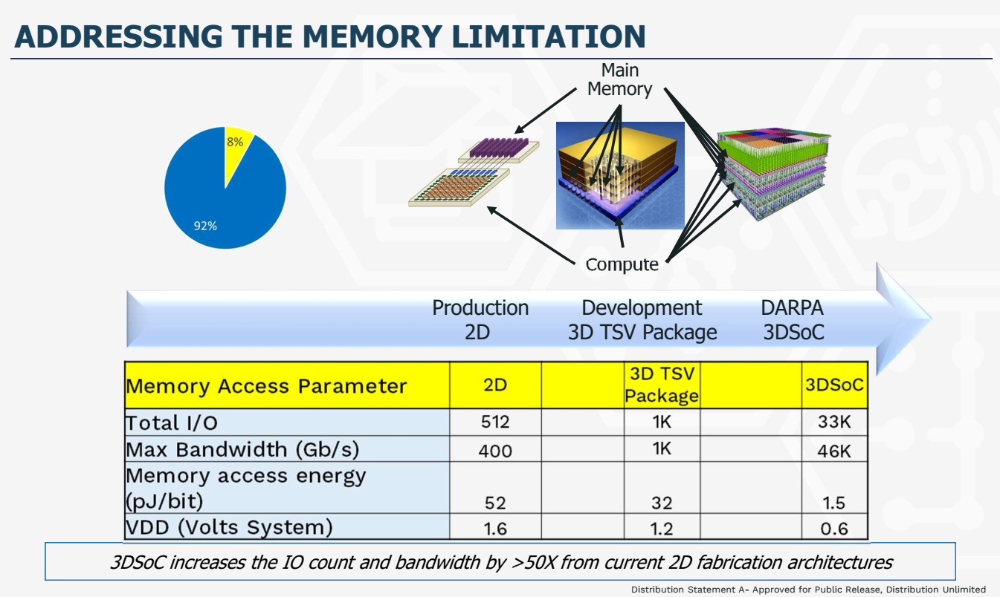 ADDRESSING THE MEMORY LIMITATION
Main
Memory
8%
92%
Compute
Production
2D
Development
3D TSV Package
DARPA
3DSoC
Memory Access Parameter 2D 3D TSV Package 3DSoC
Total I/O 512 1K 33K
Max Bandwidth (Gb/s) 400 1K 46K
Memory access energy
(pJ/bit) 52 32 1.5
VDD (Volts System) 1.6 1.2 0.6
3DSoC increases the IO count and bandwidth by >50X from current 2D fabrication architectures
Distribution Statement A- Approved for Public Release, Distribution Unlimited